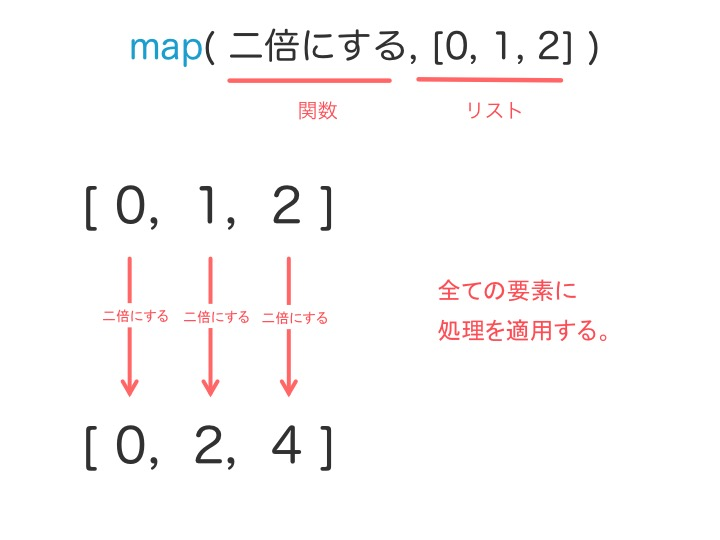 map( 二倍にする, [0, 1, 2] )
関数 リスト
[ 0, 1, 2 ]
二倍にする 二倍にする 二倍にする
全ての要素に
処理を適用する。
[ 0, 2, 4 ]